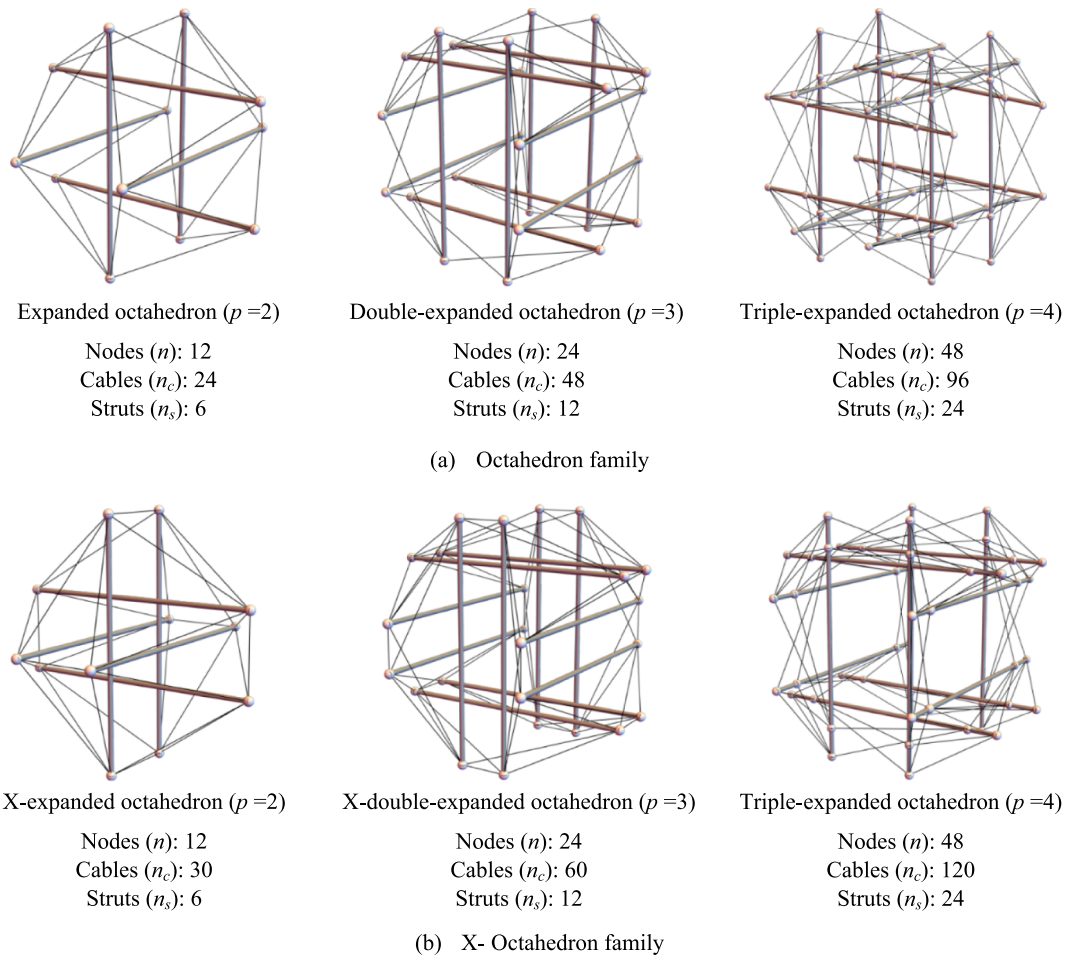 Expanded octahedron (p =2)
Double-expanded octahedron (p =3)
Triple-expanded octahedron (p =4)
Nodes (n): 12
Nodes (n): 24
Nodes (n): 48
Cables (nc): 24
Cables (nc): 48
Cables (nc): 96
Struts (ns): 6
Struts (ns): 12
Struts (ns): 24
(a) Octahedron family
X-expanded octahedron (p =2)
X-double-expanded octahedron (p =3)
Triple-expanded octahedron (p =4)
Nodes (n): 12
Nodes (n): 24
Nodes (n): 48
Cables (nc): 30
Cables (nc): 60
Cables (nc): 120
Struts (ns): 6
Struts (ns): 12
Struts (ns): 24
(b) X- Octahedron family